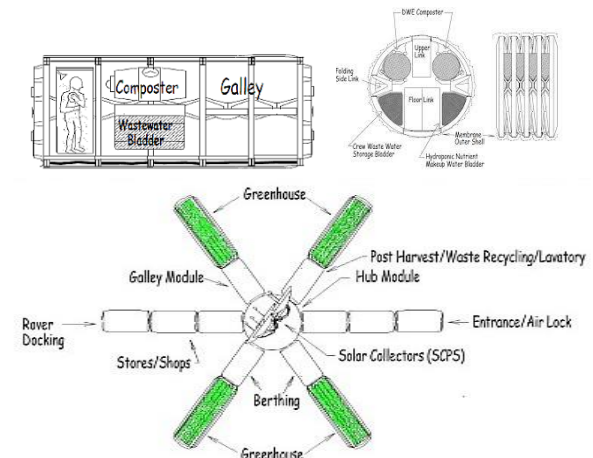 Composter
Galley
Wastewater
Bladder
DWE Composter
Upper
Link
Folding
Side Link
Floor Link
Membrane
Outer Shell
Crew Waste Water
Storage Bladder
Hydroponic Nutrient
Makeup Water Bladder
Greenhouse
Post Harvest/Waste Recycling/Lavatory
Galley Module
Hub Module
Rover
Docking
Entrance/Air Lock
Stores/Shops
Solar Collectors (SCPS)
Berthing
Greenhouse